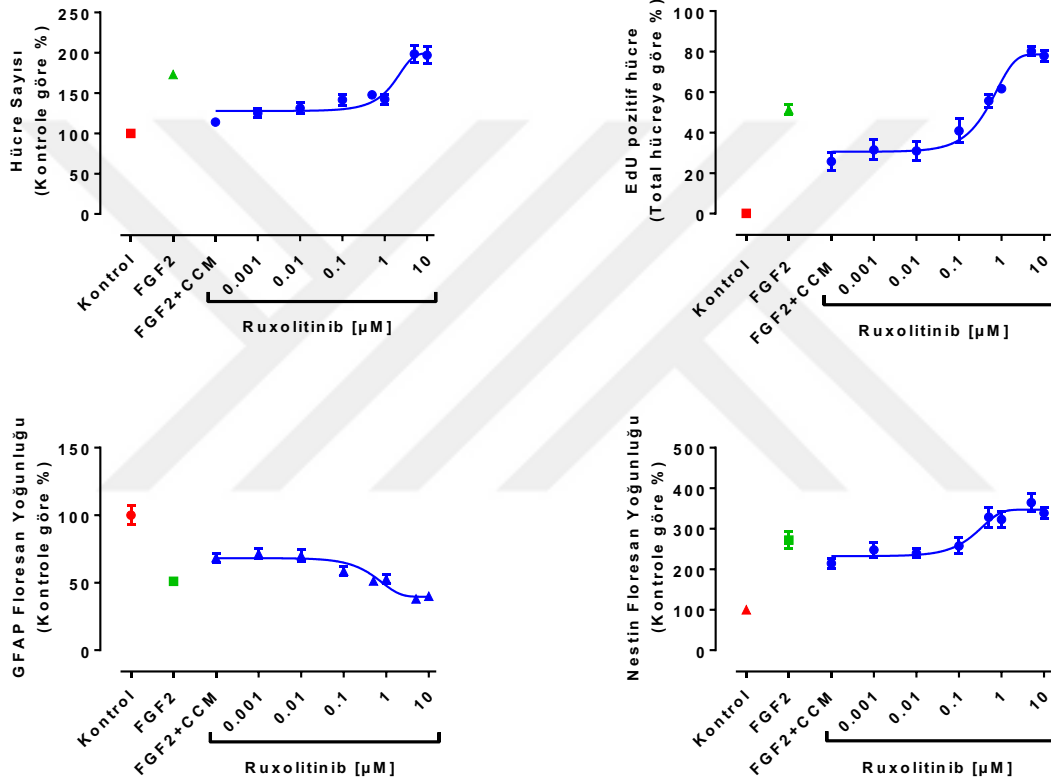 Hücre Sayısı
(Kontrole göre %)
250
200
150
100
50
0
Kontrol
FGF2
FGF2+CCM
0.001
0.01
0.1
1
10
Ruxolitinib [µM]
EdU pozitif hücre
(Total hücreye göre %)
100
80
60
40
20
0
Kontrol
FGF2
FGF2+CCM
0.001
0.01
0.1
1
10
Ruxolitinib [µM]
GFAP Floresan Yoğunluğu
(Kontrole göre %)
150
100
50
0
Kontrol
FGF2
FGF2+CCM
0.001
0.01
0.1
1
10
Ruxolitinib [µM]
Nestin Floresan Yoğunluğu
(Kontrole göre %)
500
400
300
200
100
0
Kontrol
FGF2
FGF2+CCM
0.001
0.01
0.1
1
10
Ruxolitinib [µM]